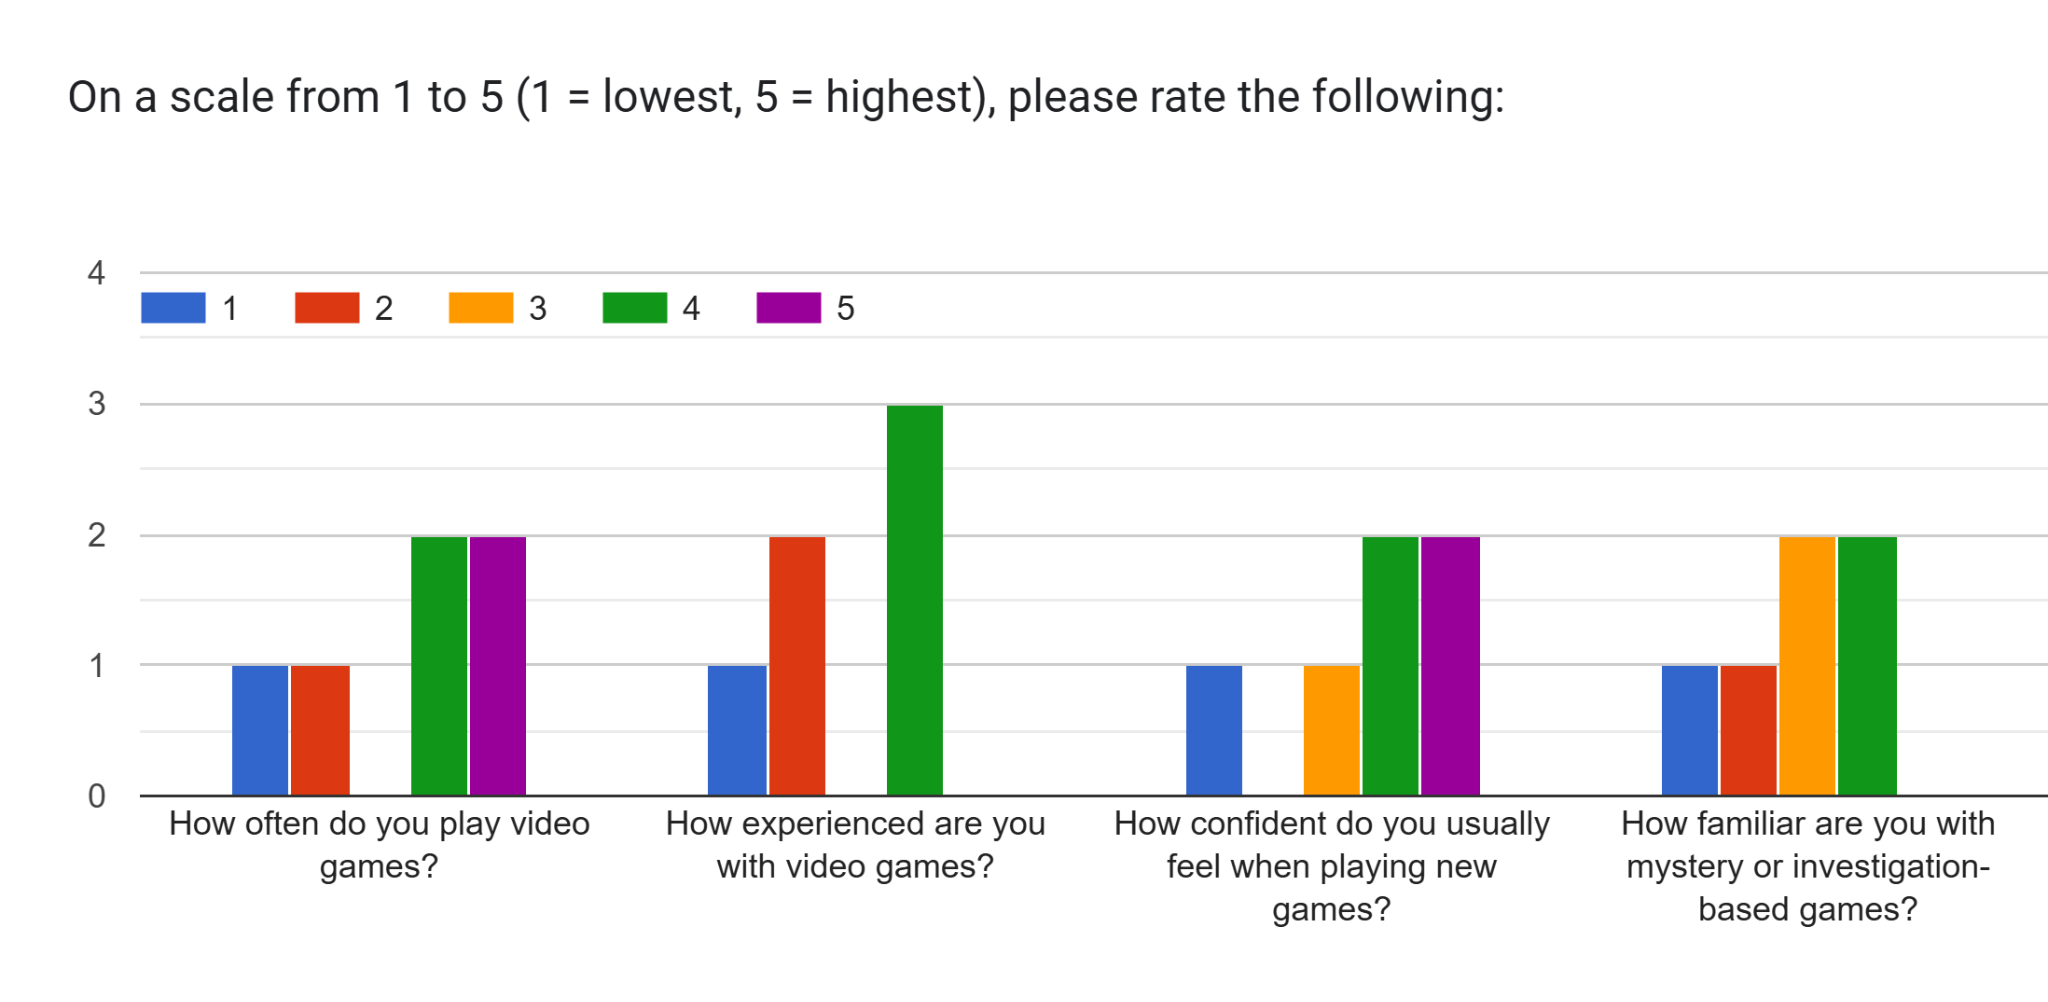 On a scale from 1 to 5 (1 = lowest, 5 = highest), please rate the following:
4
1 2 3 4 5
3
2
1
0
How often do you play video
games?
How experienced are you
with video games?
How confident do you usually
feel when playing new
games?
How familiar are you with
mystery or investigation-
based games?